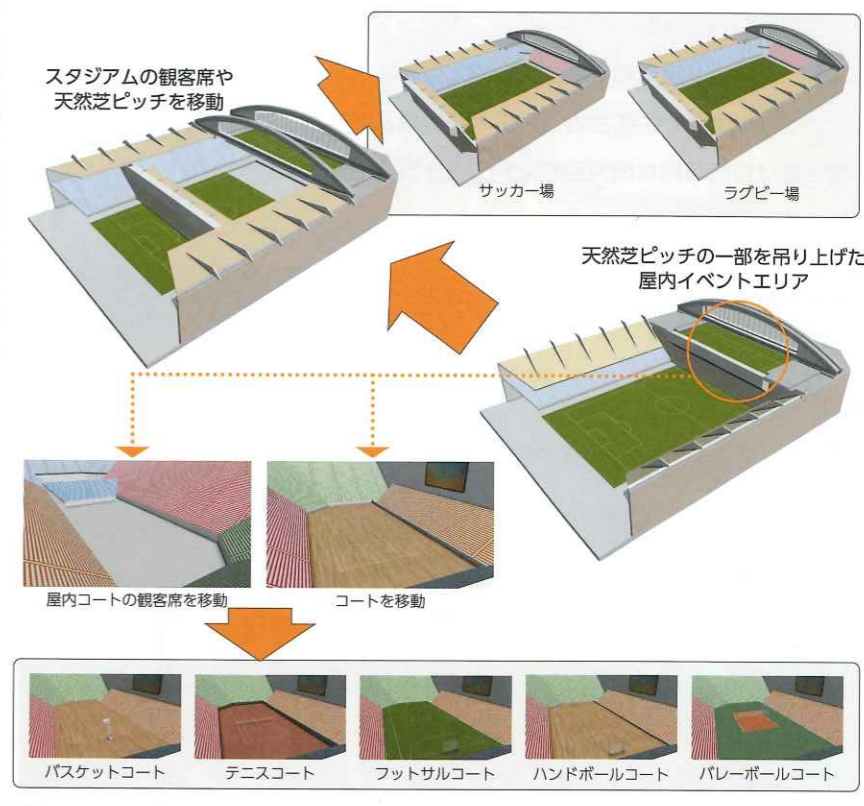 スタジアムの観客席や
天然芝ピッチを移動
サッカー場
ラグビー場
天然芝ピッチの一部を吊り上げた
屋内イベントエリア
屋内コートの観客席を移動
コートを移動
バスケットコート
テニスコート
フットサルコート
ハンドボールコート
バレーボールコート